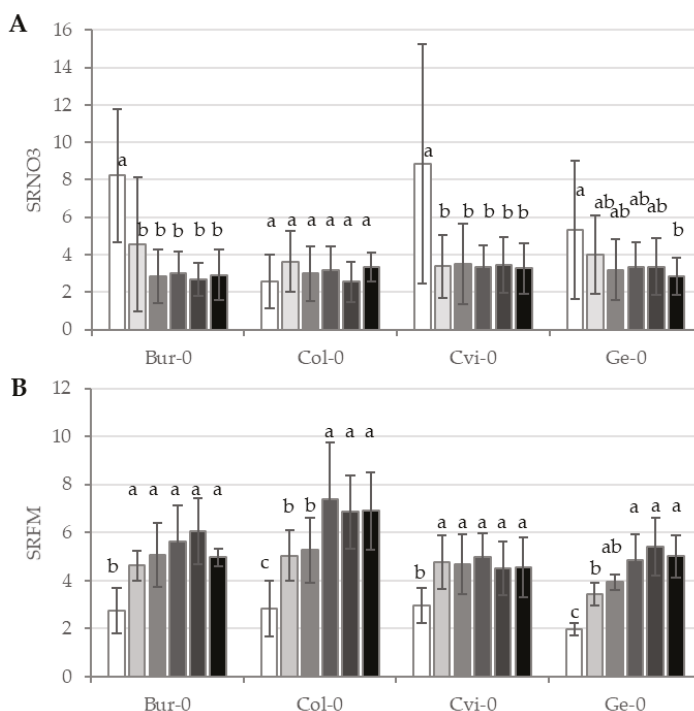 A
SRNO3
16
14
12
10
8
6
4
2
0
a b b b b b
a a a a a a
a b b b b b
a ab ab ab ab b
Bur-0 Col-0 Cvi-0 Ge-0
B
SRFM
12
10
8
6
4
2
0
b a a a a a
c b b a a a
b a a a a a
c b ab a a a
Bur-0 Col-0 Cvi-0 Ge-0